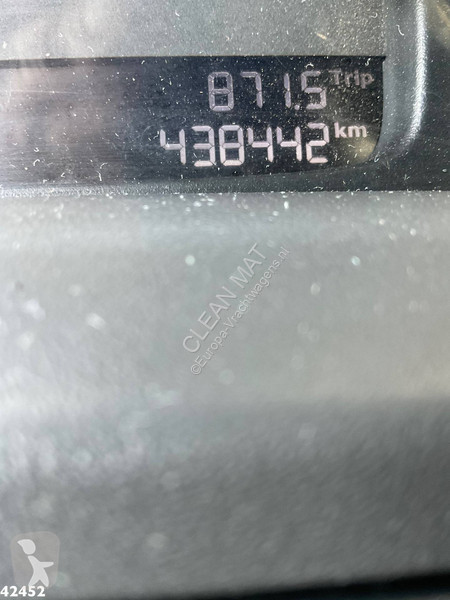 871.5 Trip
438442 km
CLEAN MAT
©Europa-Vrachtwagens.nl
42452